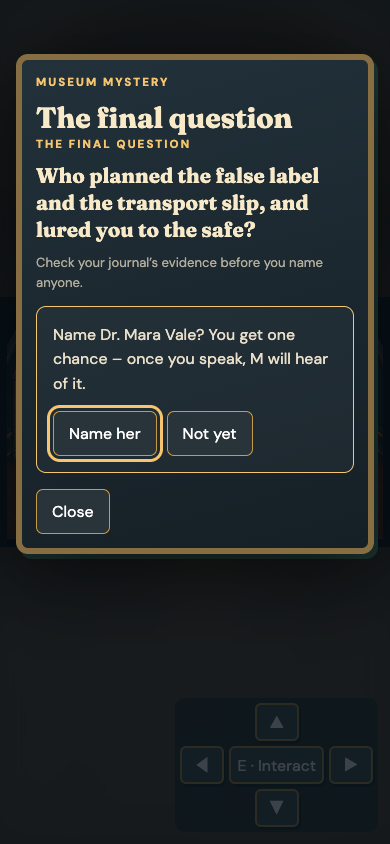 MUSEUM MYSTERY
The final question
THE FINAL QUESTION
Who planned the false label
and the transport slip, and
lured you to the safe?
Check your journal’s evidence before you name
anyone.
Name Dr. Mara Vale? You get one
chance – once you speak, M will hear
of it.
Name her
Not yet
Close
E · Interact